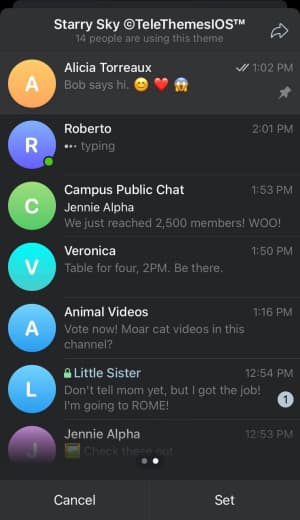 Starry Sky ©TeleThemesIOS™
14 people are using this theme
A
Alicia Torreaux
1:02 PM
Bob says hi. 😊 ❤️ 😱
R
Roberto
2:01 PM
typing
C
Campus Public Chat
1:53 PM
Jennie Alpha
We just reached 2,500 members! WOO!
V
Veronica
1:50 PM
Table for four, 2PM. Be there.
A
Animal Videos
1:16 PM
Vote now! Moar cat videos in this
channel?
L
Little Sister
12:54 PM
Don't tell mom yet, but I got the job!
I'm going to ROME!
1
J
Jennie Alpha
12:53 PM
Check these out
Cancel
Set